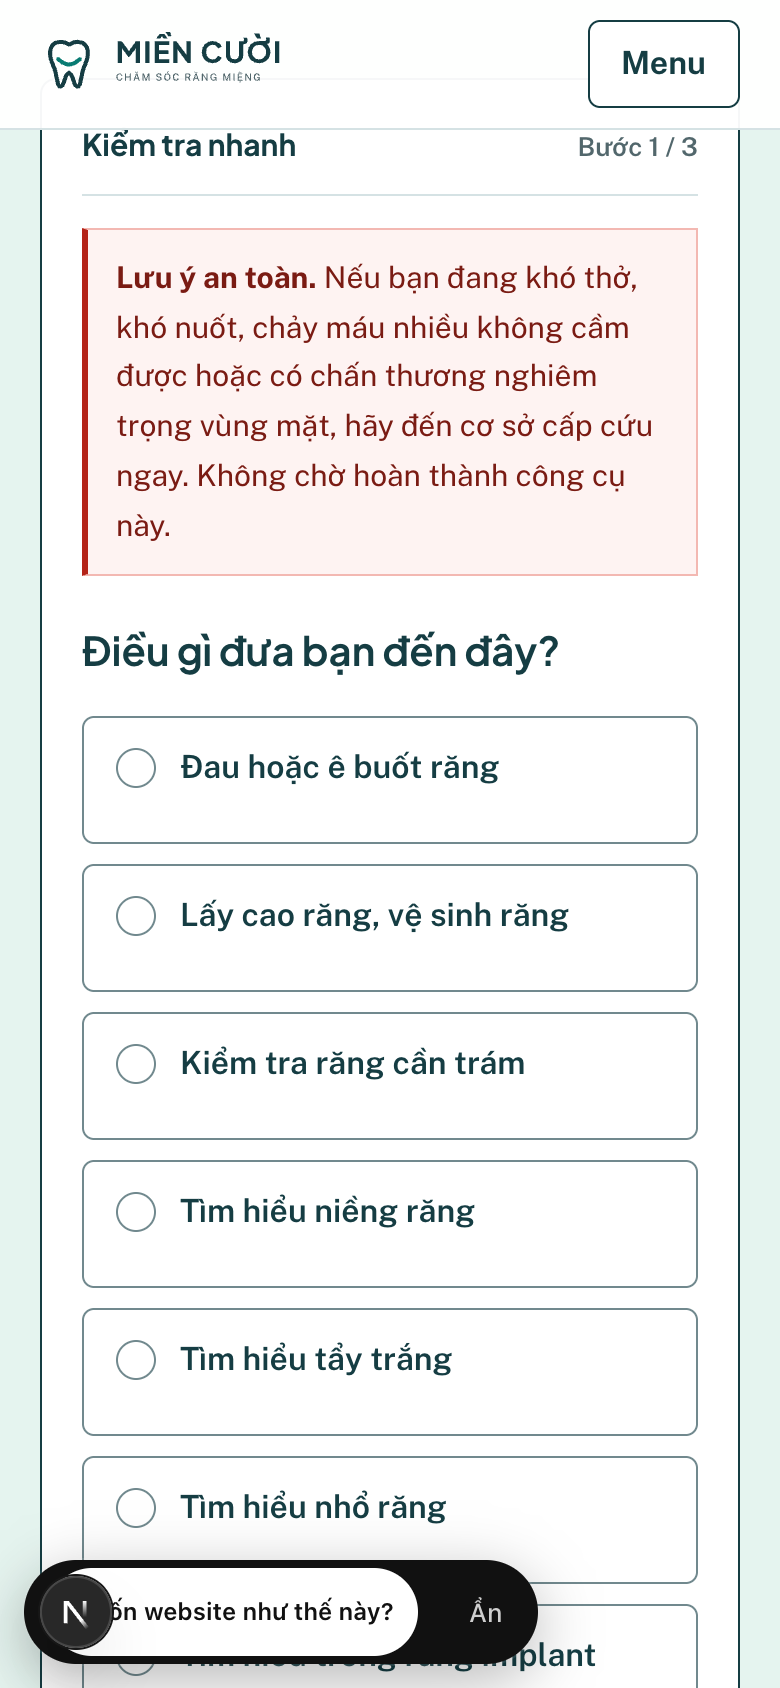 MIỀN CƯỜI
CHĂM SÓC RĂNG MIỆNG
Menu
Kiểm tra nhanh
Bước 1 / 3
Lưu ý an toàn. Nếu bạn đang khó thở,
khó nuốt, chảy máu nhiều không cầm
được hoặc có chấn thương nghiêm
trọng vùng mặt, hãy đến cơ sở cấp cứu
ngay. Không chờ hoàn thành công cụ
này.
Điều gì đưa bạn đến đây?
Đau hoặc ê buốt răng
Lấy cao răng, vệ sinh răng
Kiểm tra răng cần trám
Tìm hiểu niềng răng
Tìm hiểu tẩy trắng
Tìm hiểu nhổ răng
N
website như thế này?
Ẩn